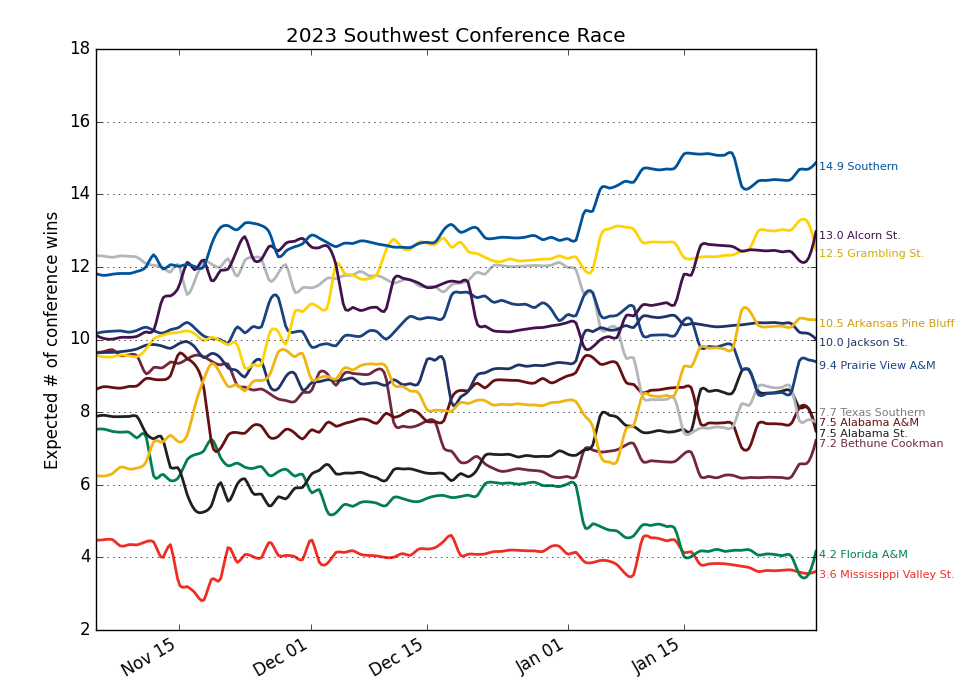 2023 Southwest Conference Race
Expected # of conference wins
18
16
14
12
10
8
6
4
2
Nov 15
Dec 01
Dec 15
Jan 01
Jan 15
14.9 Southern
13.0 Alcorn St.
12.5 Grambling St.
10.5 Arkansas Pine Bluff
10.0 Jackson St.
9.4 Prairie View A&M
7.7 Texas Southern
7.5 Alabama A&M
7.5 Alabama St.
7.2 Bethune Cookman
4.2 Florida A&M
3.6 Mississippi Valley St.